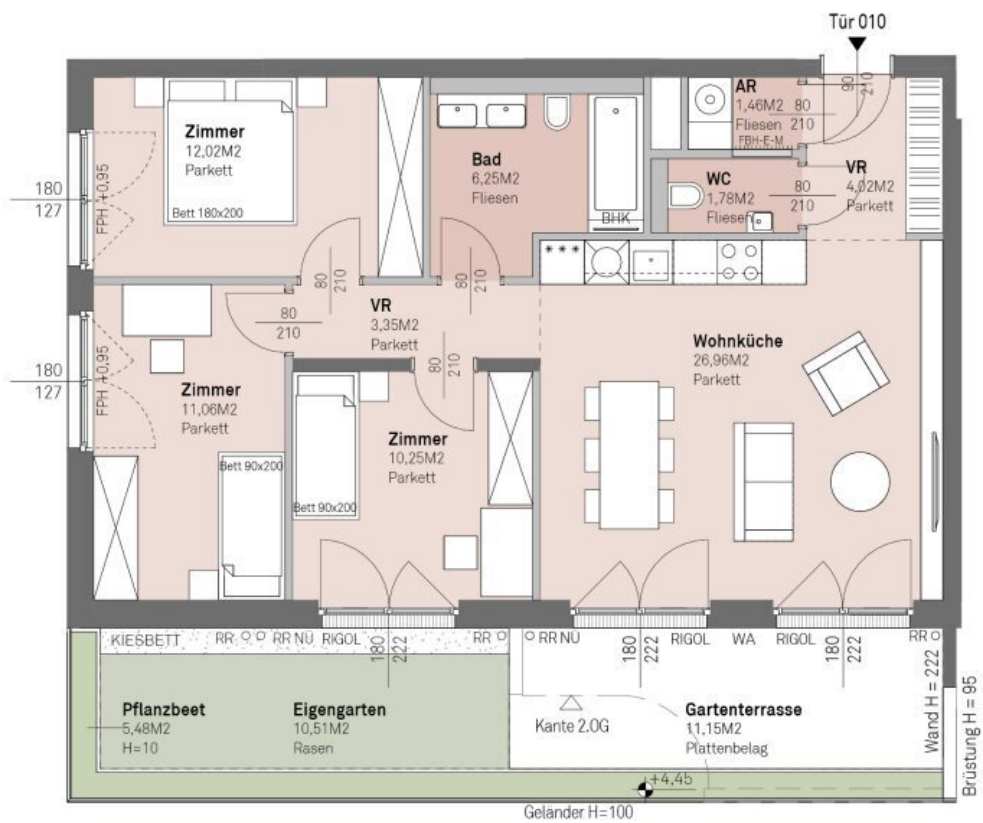 Tür 010
90
210
AR
1,46M2
Fliesen
FBH-E-M
80
210
Zimmer
12,02M2
Parkett
Bett 180x200
180
127
FPH +0,95
Bad
6,25M2
Fliesen
BHK
WC
1,78M2
Fliesen
80
210
VR
4,02M2
Parkett
***
80
210
80
210
80
210
VR
3,35M2
Parkett
80
210
Wohnküche
26,96M2
Parkett
180
127
FPH +0,95
Zimmer
11,06M2
Parkett
Bett 90x200
Zimmer
10,25M2
Parkett
Bett 90x200
KIESBETT
RR
RR NÜ
RIGOL
180
222
RR
RR NÜ
180
222
RIGOL
WA
RIGOL
180
222
RR
Pflanzbeet
5,48M2
H=10
Eigengarten
10,51M2
Rasen
Kante 2.0G
Gartenterrasse
11,15M2
Plattenbelag
Wand H = 222
Brüstung H = 95
+4,45
Geländer H=100